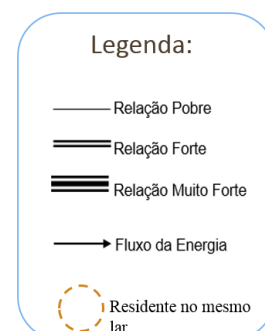 Legenda:
Relação Pobre
Relação Forte
Relação Muito Forte
Fluxo da Energia
Residente no mesmo
lar